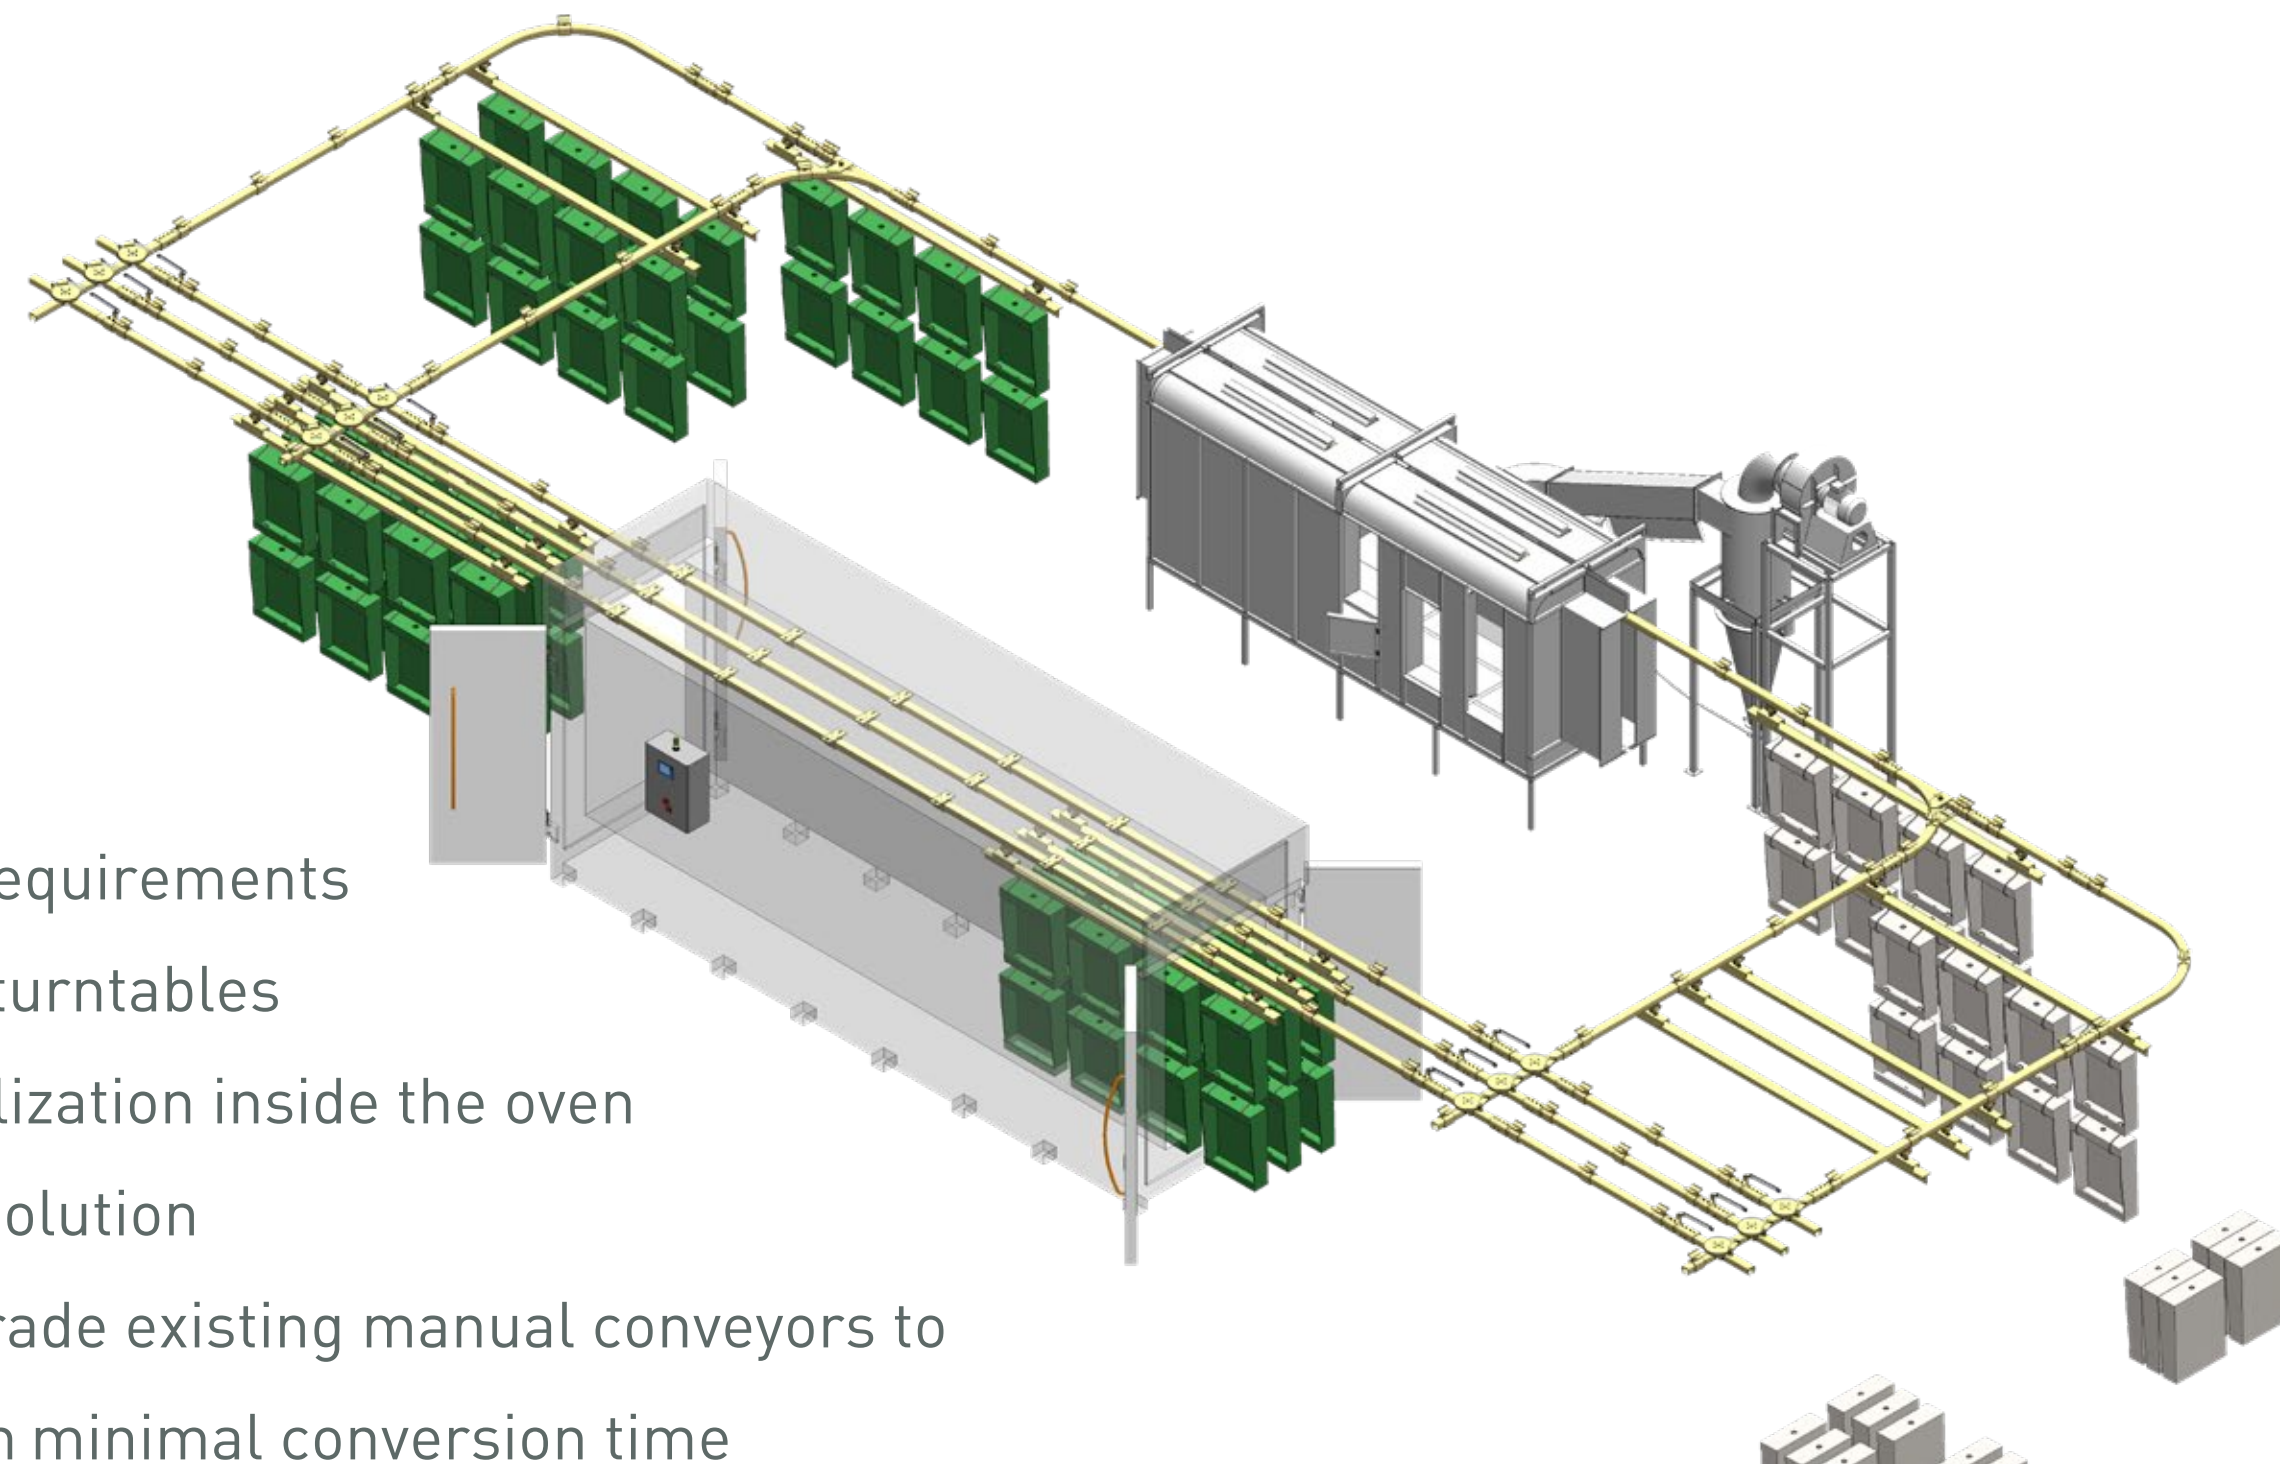 equirements
turntables
lization inside the oven
olution
rade existing manual conveyors to
minimal conversion time